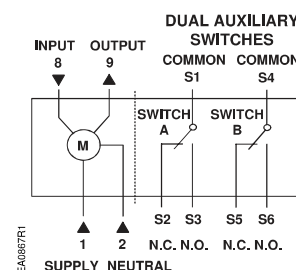 DUAL AUXILIARY
SWITCHES
INPUT OUTPUT
8 9
COMMON COMMON
S1 S4
SWITCH A
SWITCH B
M
S2 S3 S5 S6
1 2 N.C. N.O. N.C. N.O.
SUPPLY NEUTRAL
EA0867R1